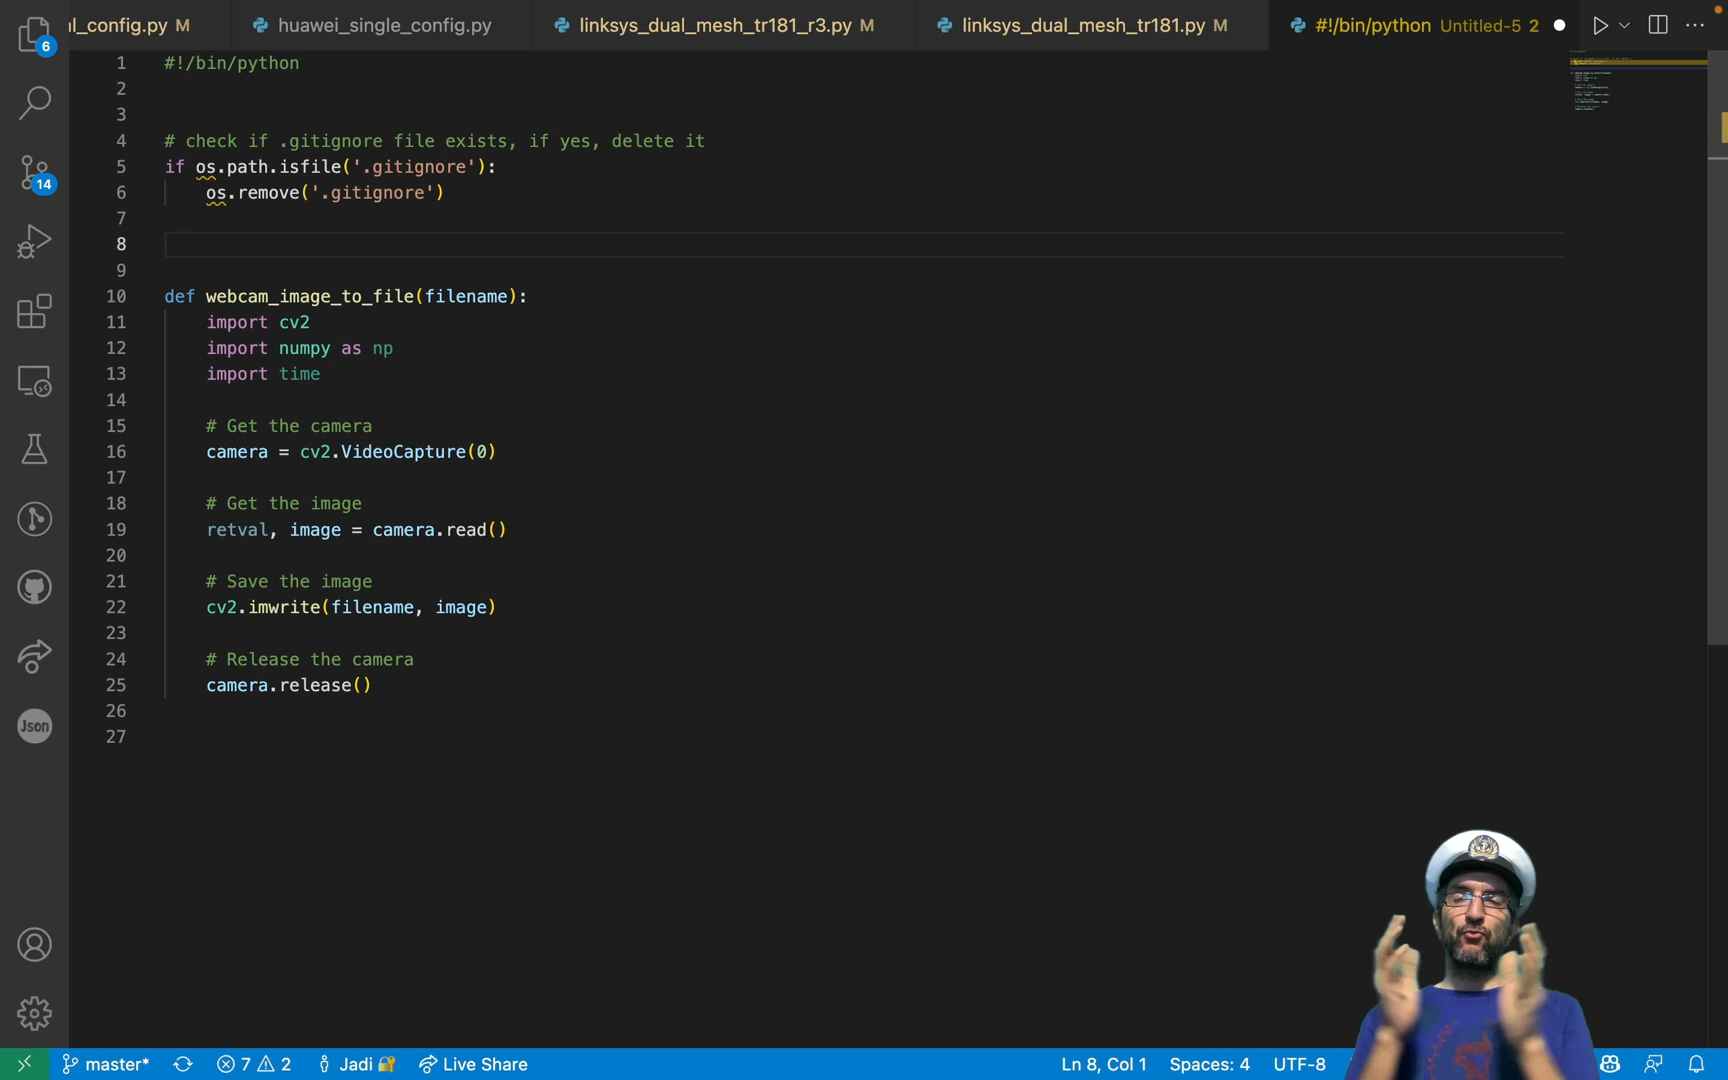 l_config.py M
huawei_single_config.py
linksys_dual_mesh_tr181_r3.py M
linksys_dual_mesh_tr181.py M
#!/bin/python Untitled-5 2
6
14
Json
1 #!/bin/python
2
3
4 # check if .gitignore file exists, if yes, delete it
5 if os.path.isfile('.gitignore'):
6 os.remove('.gitignore')
7
8
9
10 def webcam_image_to_file(filename):
11 import cv2
12 import numpy as np
13 import time
14
15 # Get the camera
16 camera = cv2.VideoCapture(0)
17
18 # Get the image
19 retval, image = camera.read()
20
21 # Save the image
22 cv2.imwrite(filename, image)
23
24 # Release the camera
25 camera.release()
26
27
master* 7 2 Jadi Live Share Ln 8, Col 1 Spaces: 4 UTF-8